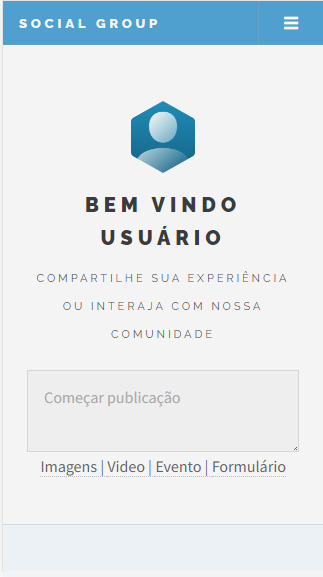 SOCIAL GROUP
BEM VINDO
USUÁRIO
COMPARTILHE SUA EXPERIÊNCIA
OU INTERAJA COM NOSSA
COMUNIDADE
Começar publicação
Imagens | Video | Evento | Formulário